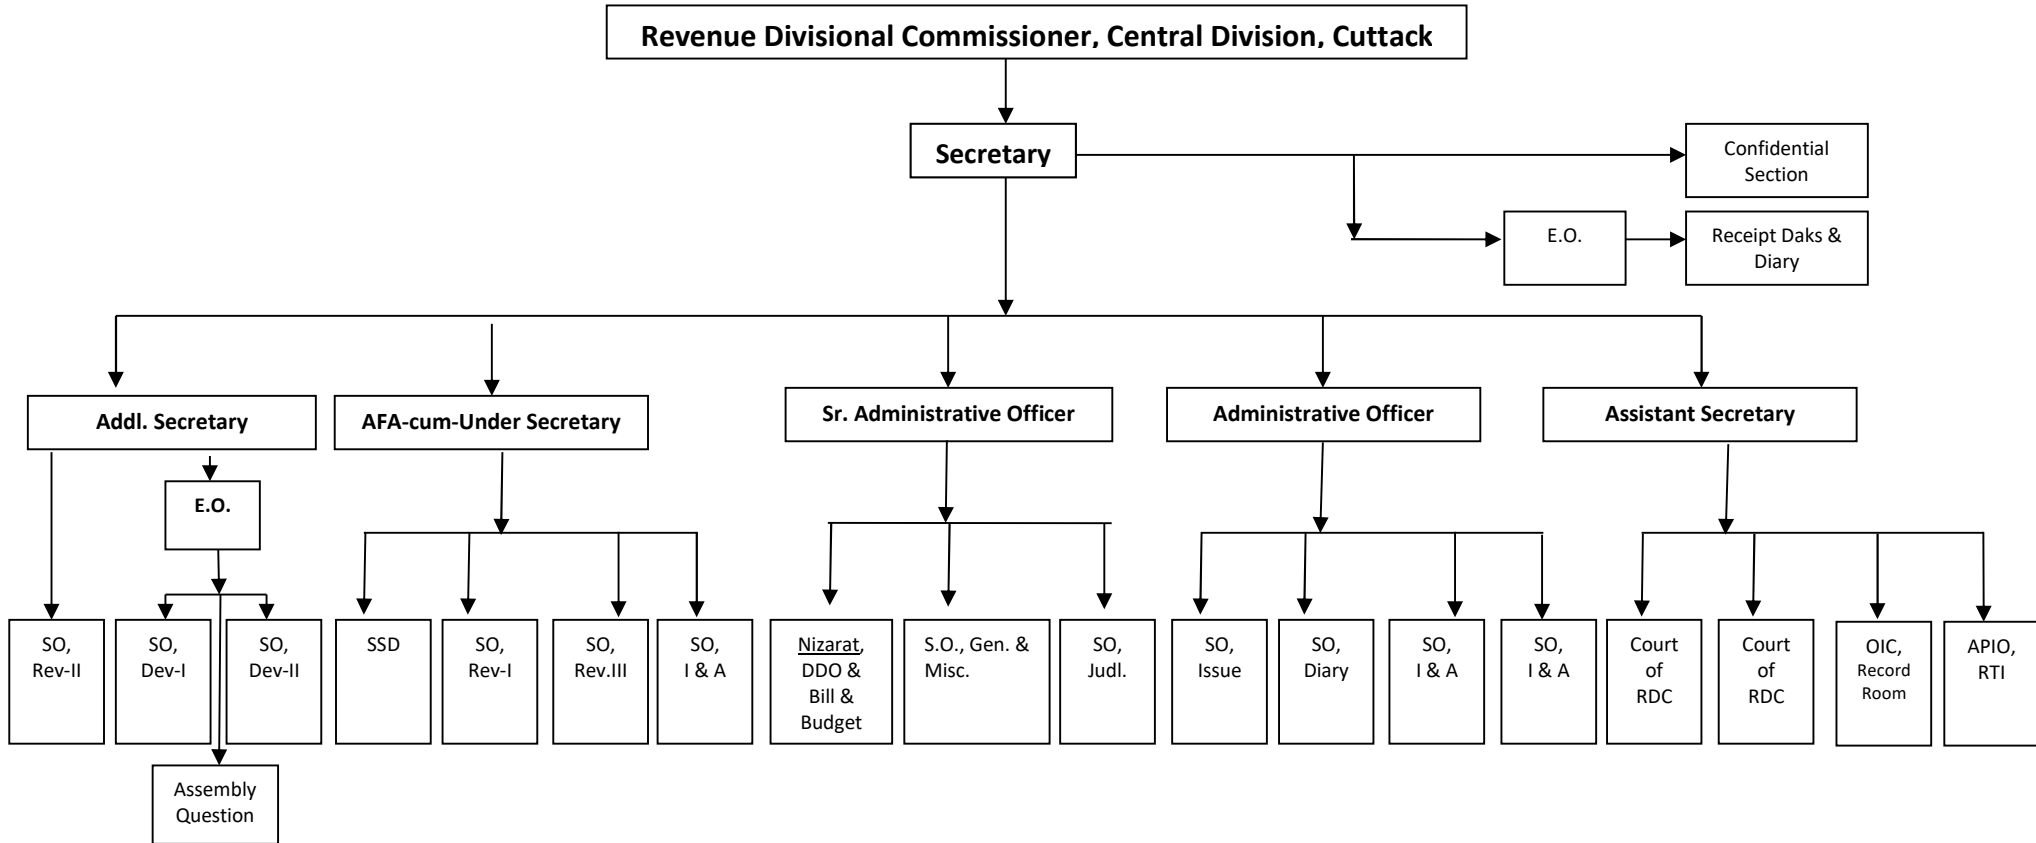 Revenue Divisional Commissioner, Central Division, Cuttack
Secretary
Confidential
Section
E.O.
Receipt Daks &
Diary
Addl. Secretary
AFA-cum-Under Secretary
Sr. Administrative Officer
Administrative Officer
Assistant Secretary
E.O.
SO,
Rev-II
SO,
Dev-I
SO,
Dev-II
SSD
SO,
Rev-I
SO,
Rev.III
SO,
I & A
Nizarat,
DDO &
Bill &
Budget
S.O., Gen. &
Misc.
SO,
Judl.
SO,
Issue
SO,
Diary
SO,
I & A
SO,
I & A
Court
of
RDC
Court
of
RDC
OIC,
Record
Room
APIO,
RTI
Assembly
Question